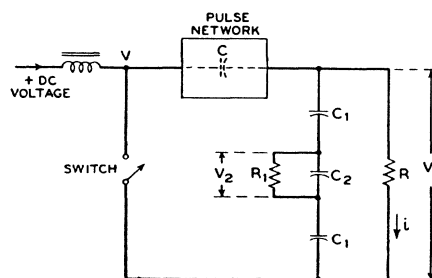 PULSE
NETWORK
C
V
+ DC
VOLTAGE
C1
SWITCH
V2
R1
C2
R
V
i
C1